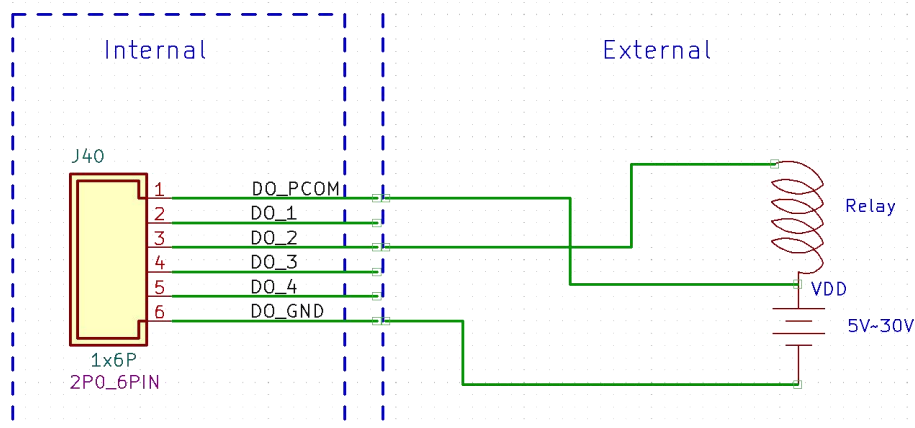 Internal
External
J40
1
DO_PCOM
2
DO_1
3
DO_2
4
DO_3
5
DO_4
6
DO_GND
1x6P
2P0_6PIN
Relay
VDD
5V~30V